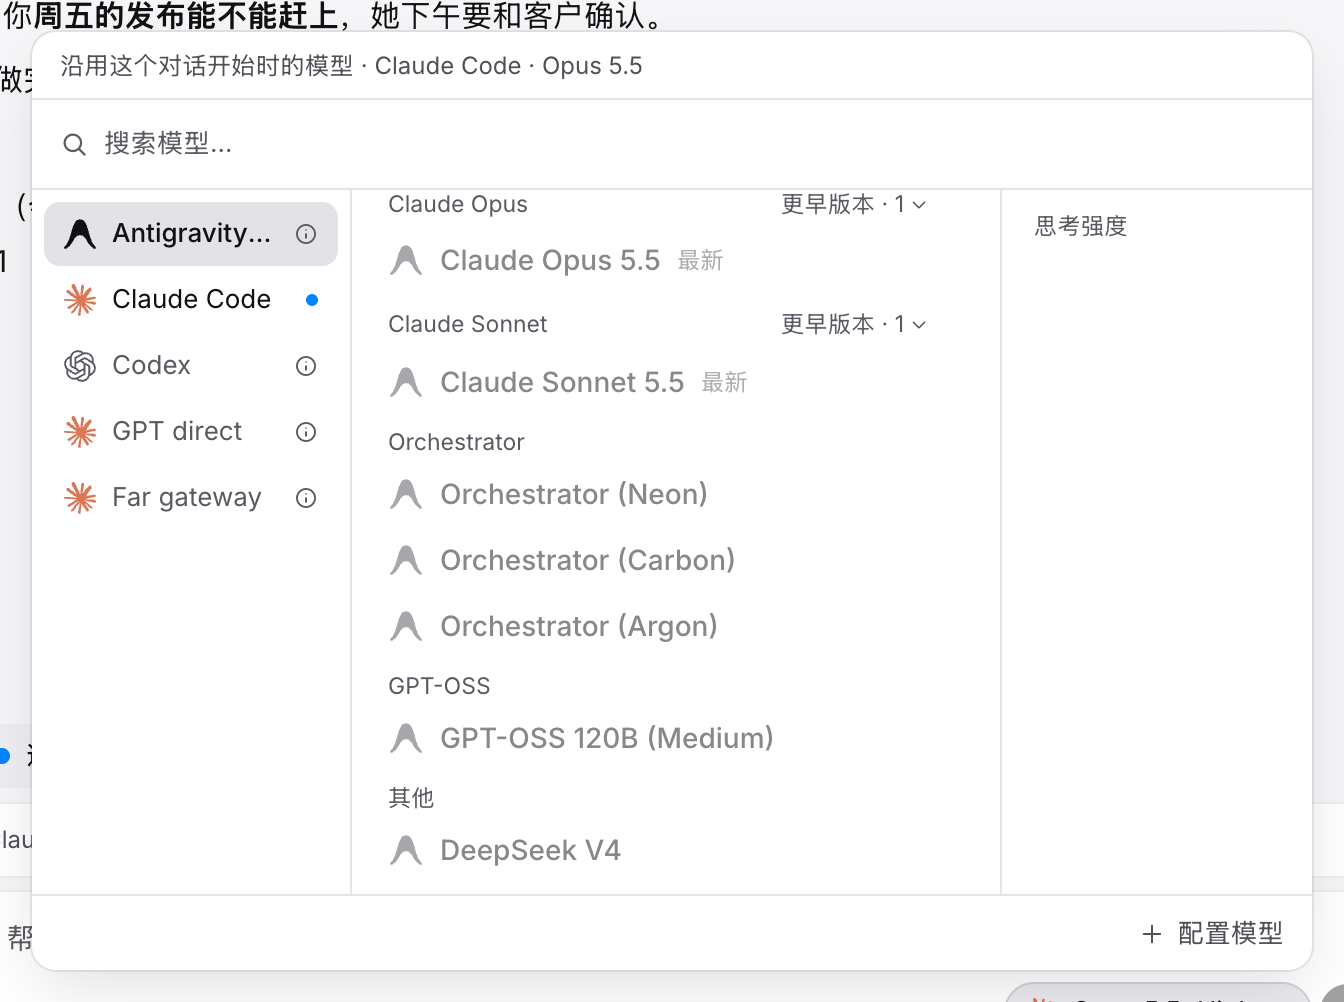 你周五的发布能不能赶上，她下午要和客户确认。
沿用这个对话开始时的模型 · Claude Code · Opus 5.5
搜索模型...
Antigravity...
Claude Code
Codex
GPT direct
Far gateway
Claude Opus 更早版本 · 1
Claude Opus 5.5 最新
Claude Sonnet 更早版本 · 1
Claude Sonnet 5.5 最新
Orchestrator
Orchestrator (Neon)
Orchestrator (Carbon)
Orchestrator (Argon)
GPT-OSS
GPT-OSS 120B (Medium)
其他
DeepSeek V4
思考强度
帮
+ 配置模型